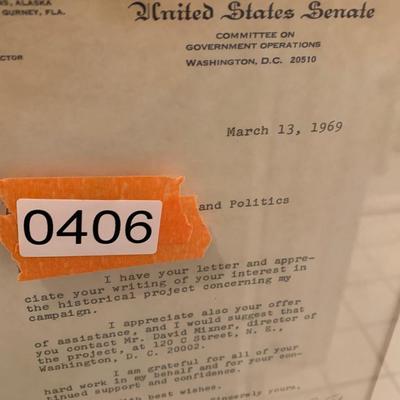 NS, ALASKA
GURNEY, FLA.
CTOR
United States Senate
COMMITTEE ON
GOVERNMENT OPERATIONS
WASHINGTON, D.C. 20510
March 13, 1969
and Politics
0406
I have your letter and appre-
ciate your writing of your interest in
the historical project concerning my
campaign.
I appreciate also your offer
of assistance, and I would suggest that
you contact Mr. David Mixner, director of
the project, at 120 C Street, N. E.,
Washington, D. C. 20002.
I am grateful for all of your
hard work in my behalf and for your con-
tinued support and confidence.
best wishes.
Sincerely yours,